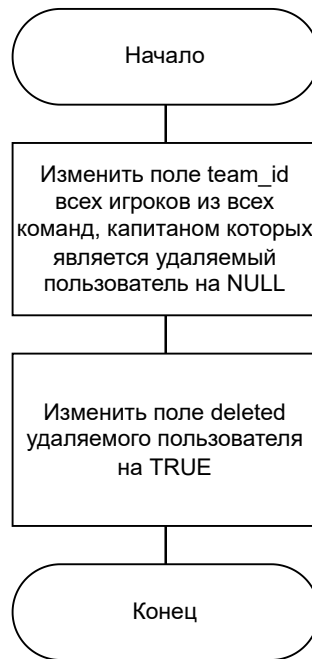 Начало
Изменить поле team_id
всех игроков из всех
команд, капитаном которых
является удаляемый
пользователь на NULL
Изменить поле deleted
удаляемого пользователя
на TRUE
Конец